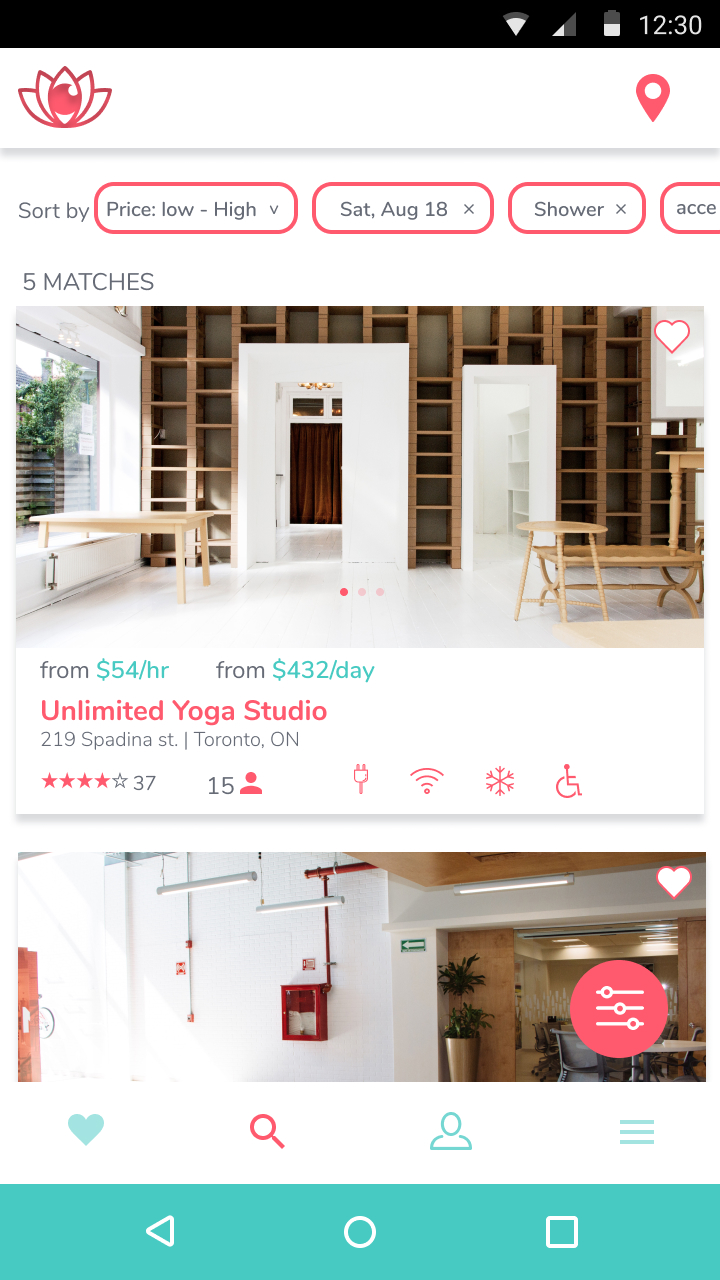 12:30
Sort by Price: low - High v Sat, Aug 18 × Shower × acce
5 MATCHES
from $54/hr from $432/day
Unlimited Yoga Studio
219 Spadina st. | Toronto, ON
★★★★☆ 37 15